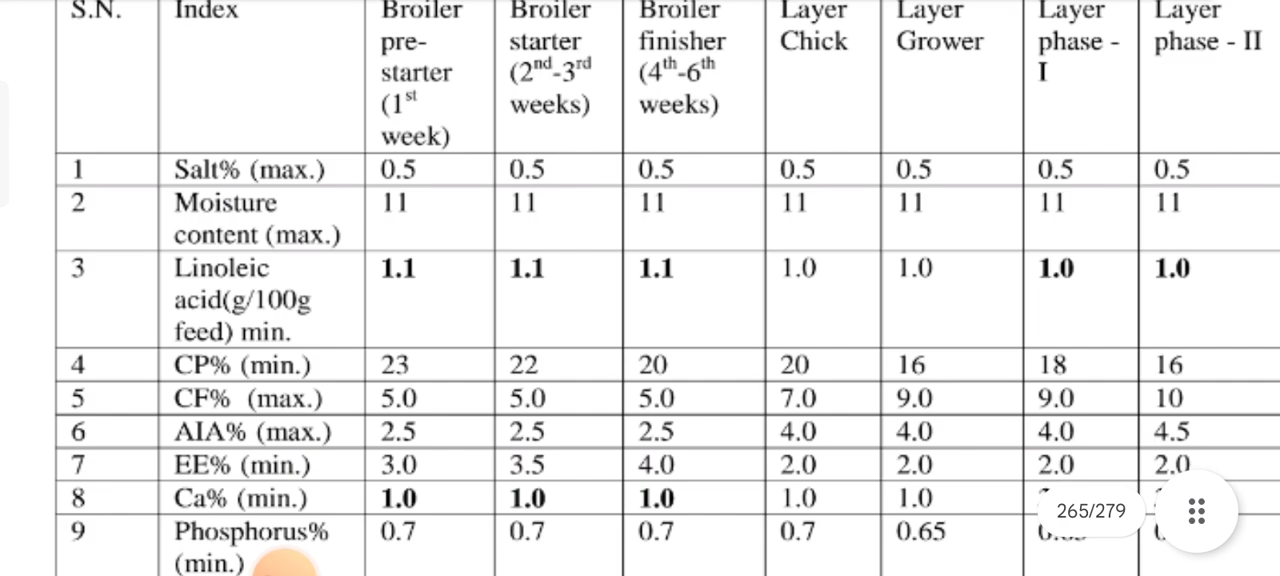 S.N. Index Broiler pre-starter (1st week) Broiler starter (2nd-3rd weeks) Broiler finisher (4th-6th weeks) Layer Chick Layer Grower Layer phase - I Layer phase - II
1 Salt% (max.) 0.5 0.5 0.5 0.5 0.5 0.5 0.5
2 Moisture content (max.) 11 11 11 11 11 11 11
3 Linoleic acid(g/100g feed) min. 1.1 1.1 1.1 1.0 1.0 1.0 1.0
4 CP% (min.) 23 22 20 20 16 18 16
5 CF% (max.) 5.0 5.0 5.0 7.0 9.0 9.0 10
6 AIA% (max.) 2.5 2.5 2.5 4.0 4.0 4.0 4.5
7 EE% (min.) 3.0 3.5 4.0 2.0 2.0 2.0 2.0
8 Ca% (min.) 1.0 1.0 1.0 1.0 1.0
9 Phosphorus% (min.) 0.7 0.7 0.7 0.7 0.65
265/279